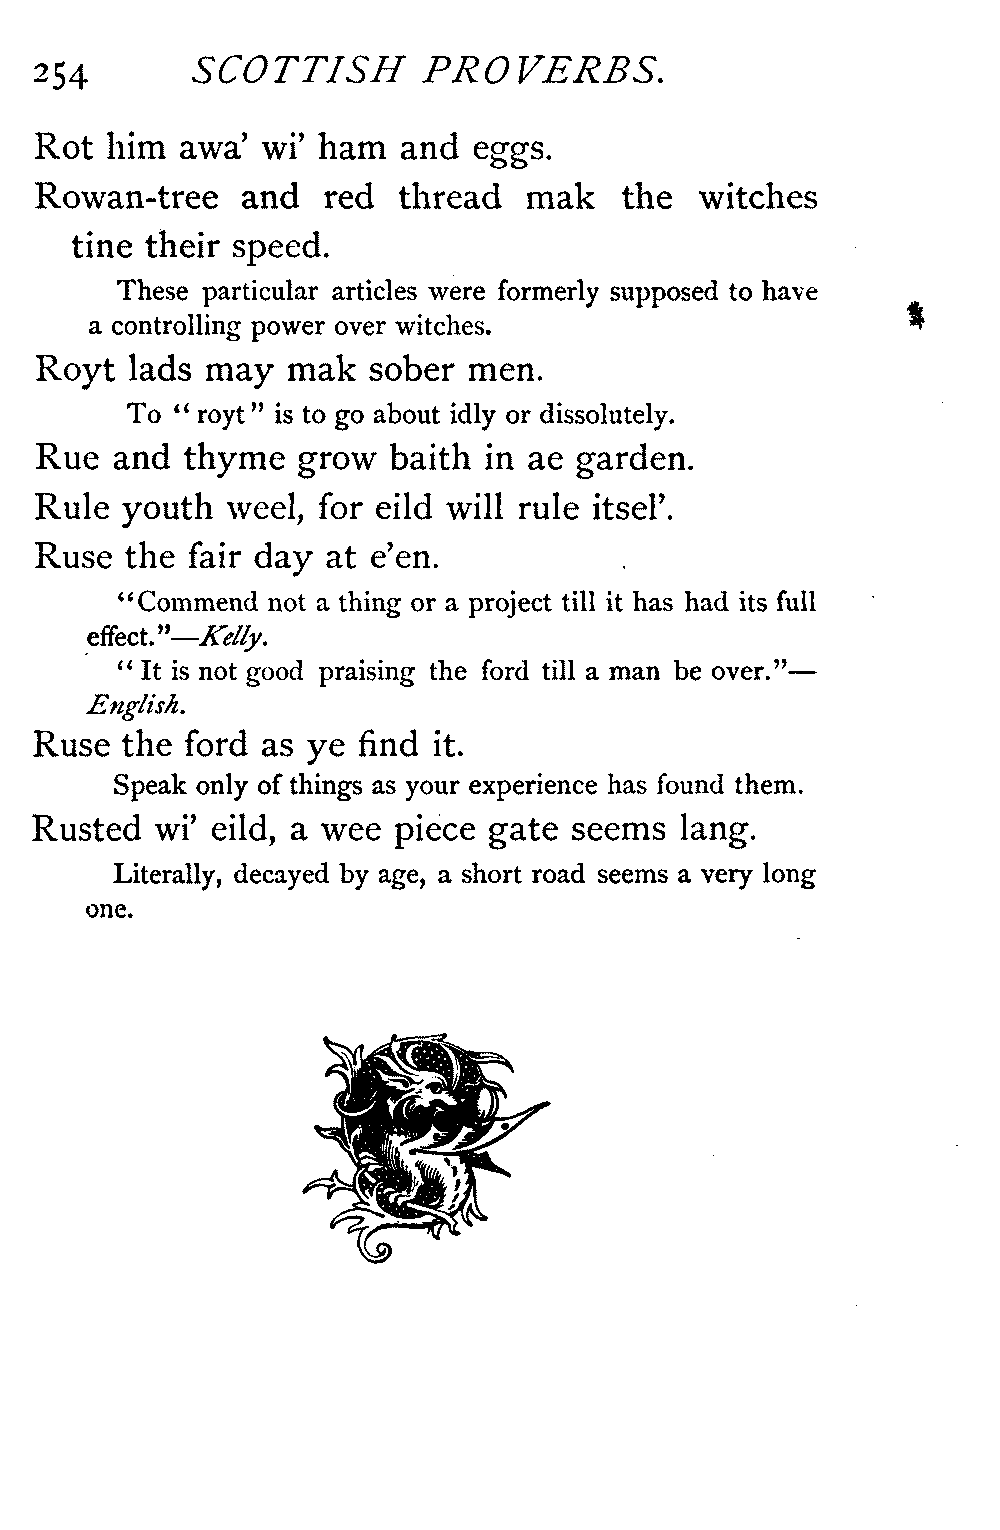 254 SCOTTISH PROVERBS.
Rot him awa' wi' ham and eggs.
Rowan-tree and red thread mak the witches
tine their speed.
These particular articles were formerly supposed to have
a controlling power over witches.
Royt lads may mak sober men.
To "royt" is to go about idly or dissolutely.
Rue and thyme grow baith in ae garden.
Rule youth weel, for eild will rule itsel'.
Ruse the fair day at e'en.
"Commend not a thing or a project till it has had its full
effect."—Kelly.
"It is not good praising the ford till a man be over."—
English.
Ruse the ford as ye find it.
Speak only of things as your experience has found them.
Rusted wi' eild, a wee piece gate seems lang.
Literally, decayed by age, a short road seems a very long
one.